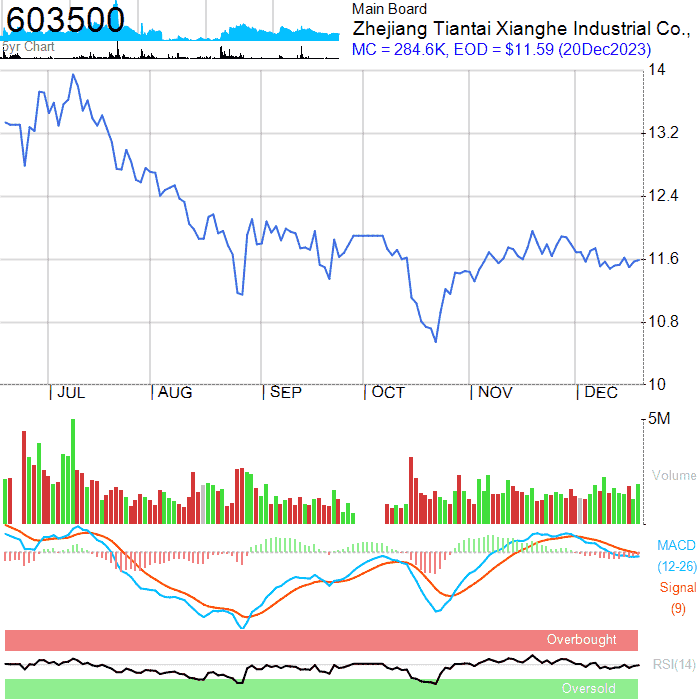 603500
5yr Chart
Main Board
Zhejiang Tiantai Xianghe Industrial Co.,
MC = 284.6K, EOD = $11.59 (20Dec2023)
14
13.2
12.4
11.6
10.8
10
| JUL | AUG | SEP | OCT | NOV | DEC
5M
Volume
MACD
(12-26)
Signal
(9)
Overbought
RSI(14)
Oversold